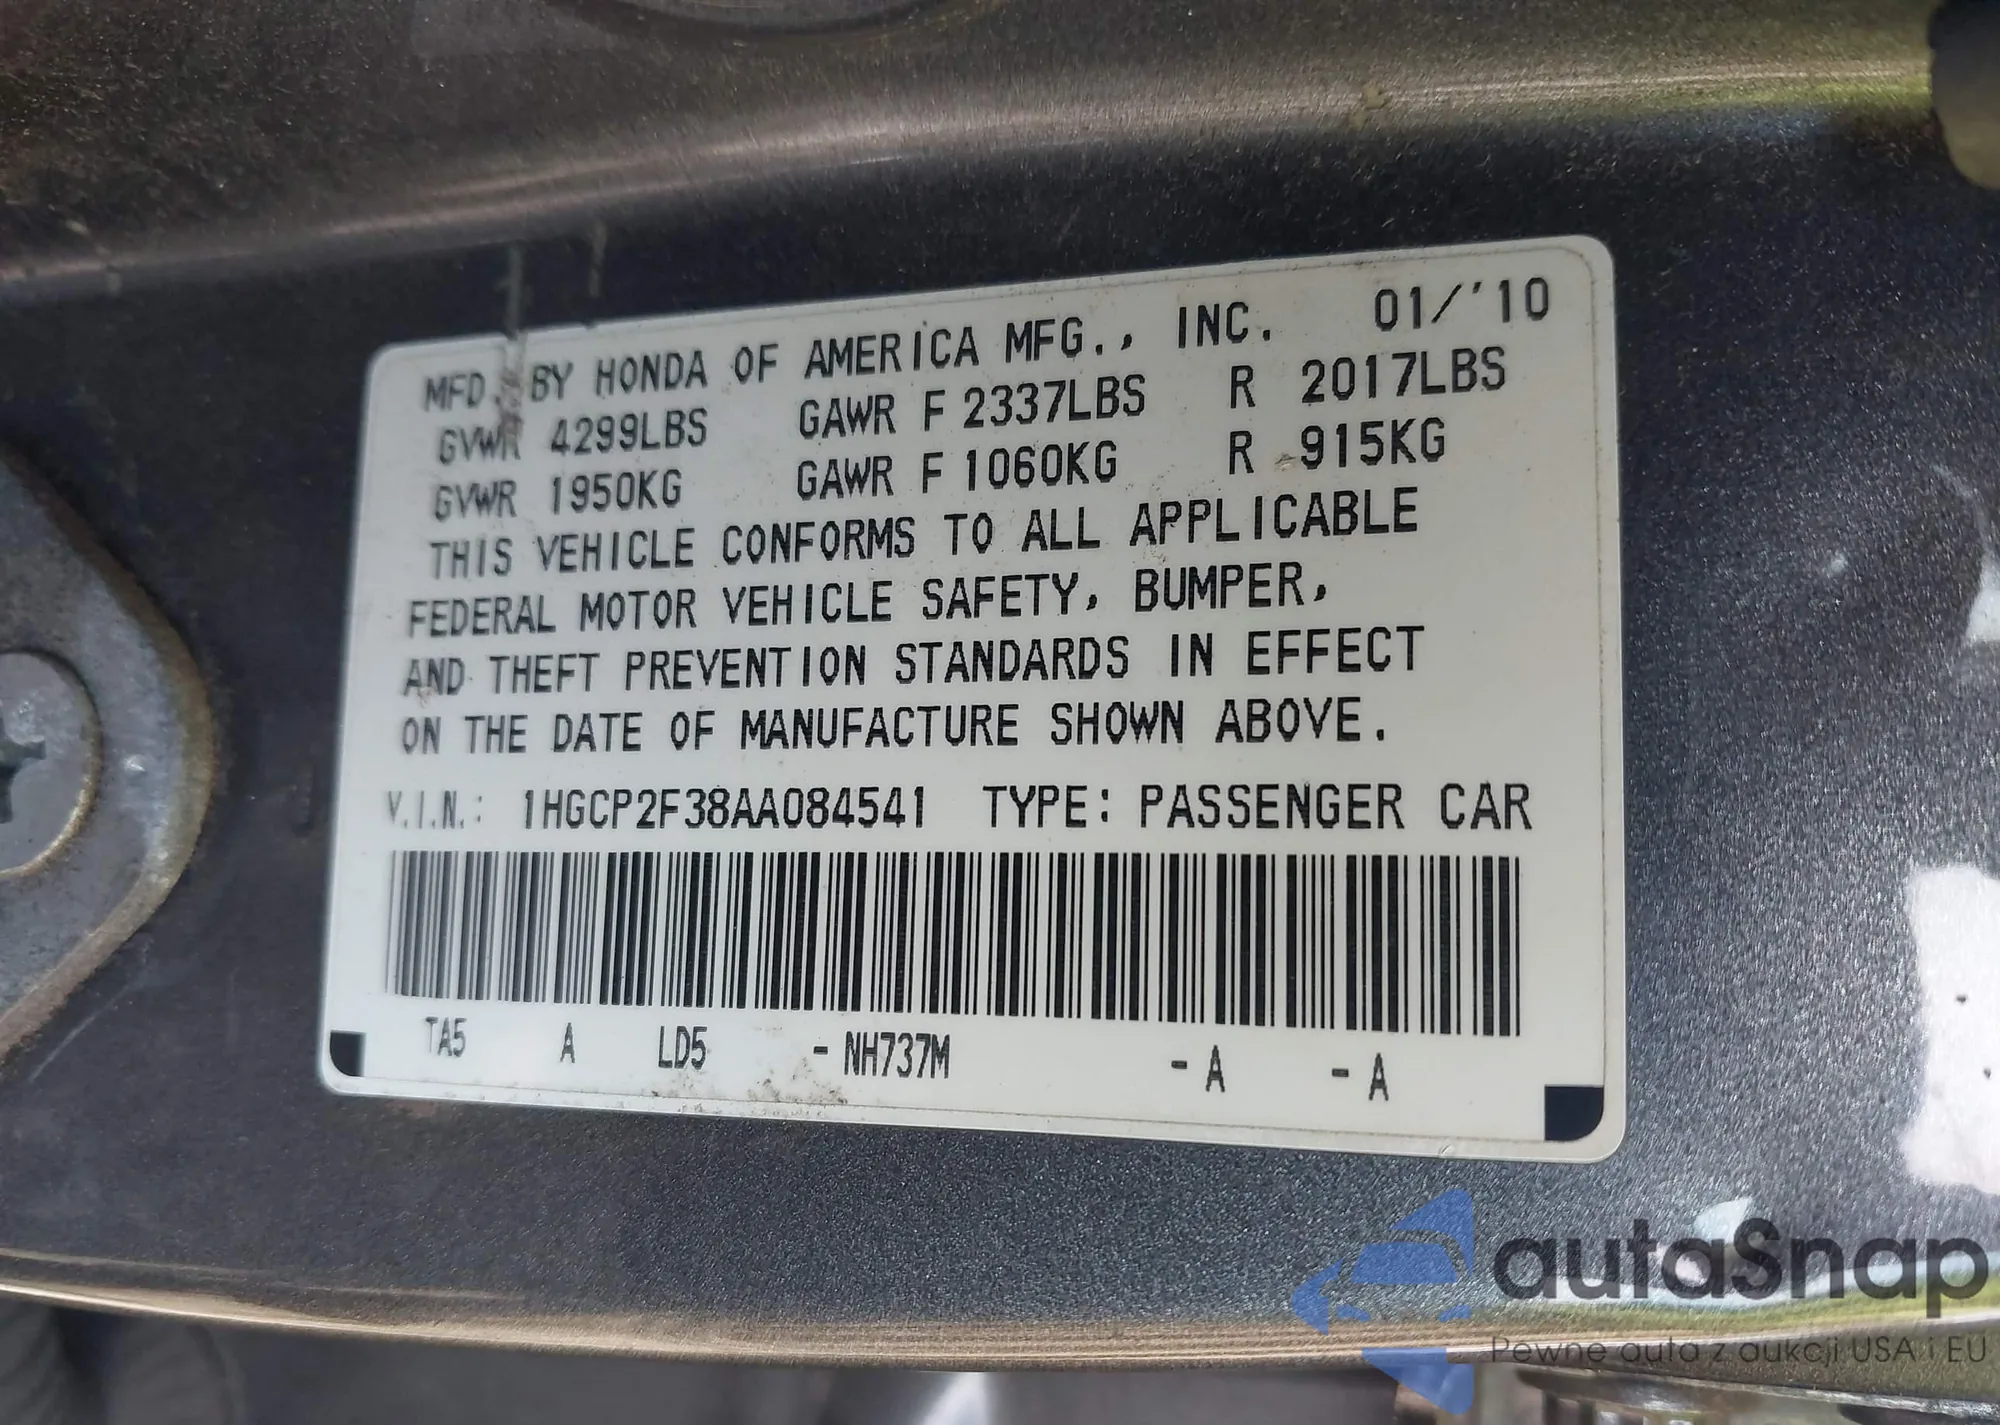 MFD. BY HONDA OF AMERICA MFG., INC. 01/'10
GVWR 4299LBS GAWR F 2337LBS R 2017LBS
GVWR 1950KG GAWR F 1060KG R 915KG
THIS VEHICLE CONFORMS TO ALL APPLICABLE
FEDERAL MOTOR VEHICLE SAFETY, BUMPER,
AND THEFT PREVENTION STANDARDS IN EFFECT
ON THE DATE OF MANUFACTURE SHOWN ABOVE.
V.I.N.: 1HGCP2F38AA084541 TYPE: PASSENGER CAR
TA5 A LD5 - NH737M - A - A
autaSnap
Pewne auta z aukcji USA i EU